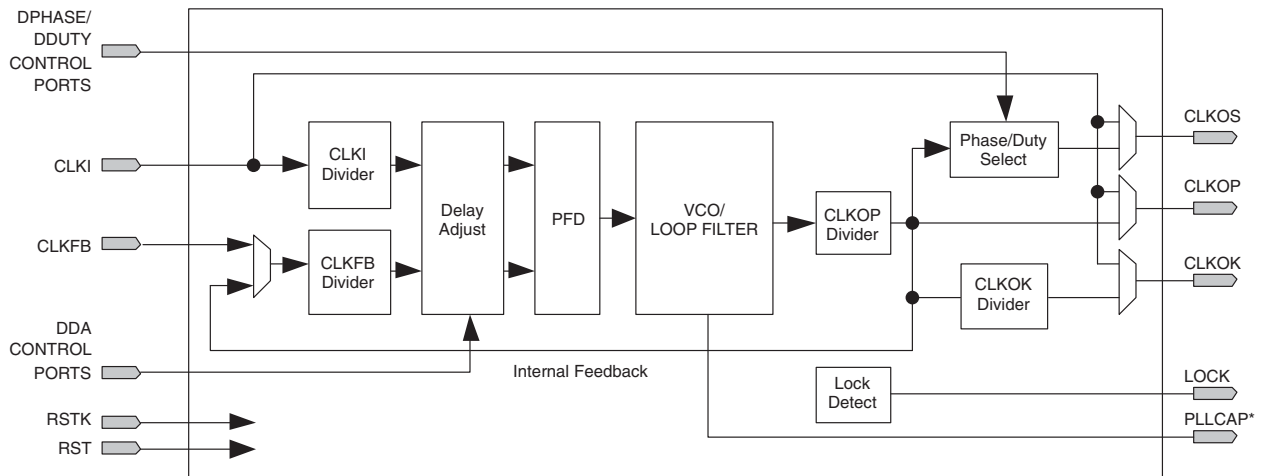 DPHASE/
DDUTY
CONTROL
PORTS
CLKI
CLKFB
DDA
CONTROL
PORTS
RSTK
RST
CLKI
Divider
CLKFB
Divider
Delay
Adjust
PFD
VCO/
LOOP FILTER
CLKOP
Divider
Phase/Duty
Select
CLKOK
Divider
Internal Feedback
Lock
Detect
CLKOS
CLKOP
CLKOK
LOCK
PLLCAP*